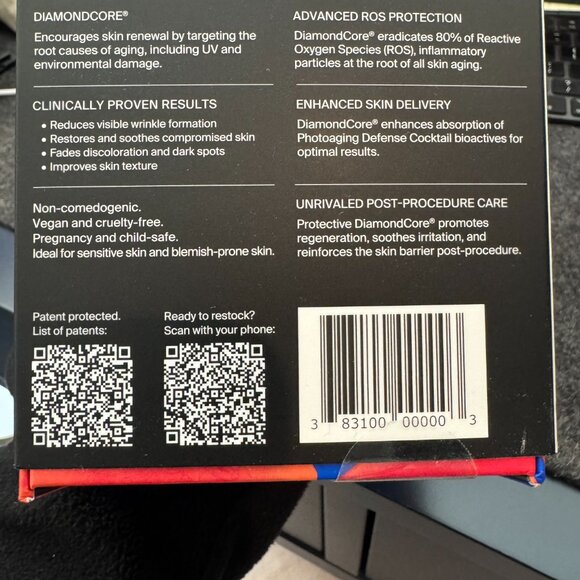 DIAMONDCORE®
Encourages skin renewal by targeting the
root causes of aging, including UV and
environmental damage.
ADVANCED ROS PROTECTION
DiamondCore® eradicates 80% of Reactive
Oxygen Species (ROS), inflammatory
particles at the root of all skin aging.
CLINICALLY PROVEN RESULTS
• Reduces visible wrinkle formation
• Restores and soothes compromised skin
• Fades discoloration and dark spots
• Improves skin texture
ENHANCED SKIN DELIVERY
DiamondCore® enhances absorption of
Photoaging Defense Cocktail bioactives for
optimal results.
Non-comedogenic.
Vegan and cruelty-free.
Pregnancy and child-safe.
Ideal for sensitive skin and blemish-prone skin.
UNRIVALED POST-PROCEDURE CARE
Protective DiamondCore® promotes
regeneration, soothes irritation, and
reinforces the skin barrier post-procedure.
Patent protected.
List of patents:
Ready to restock?
Scan with your phone:
3 83100 00000 3